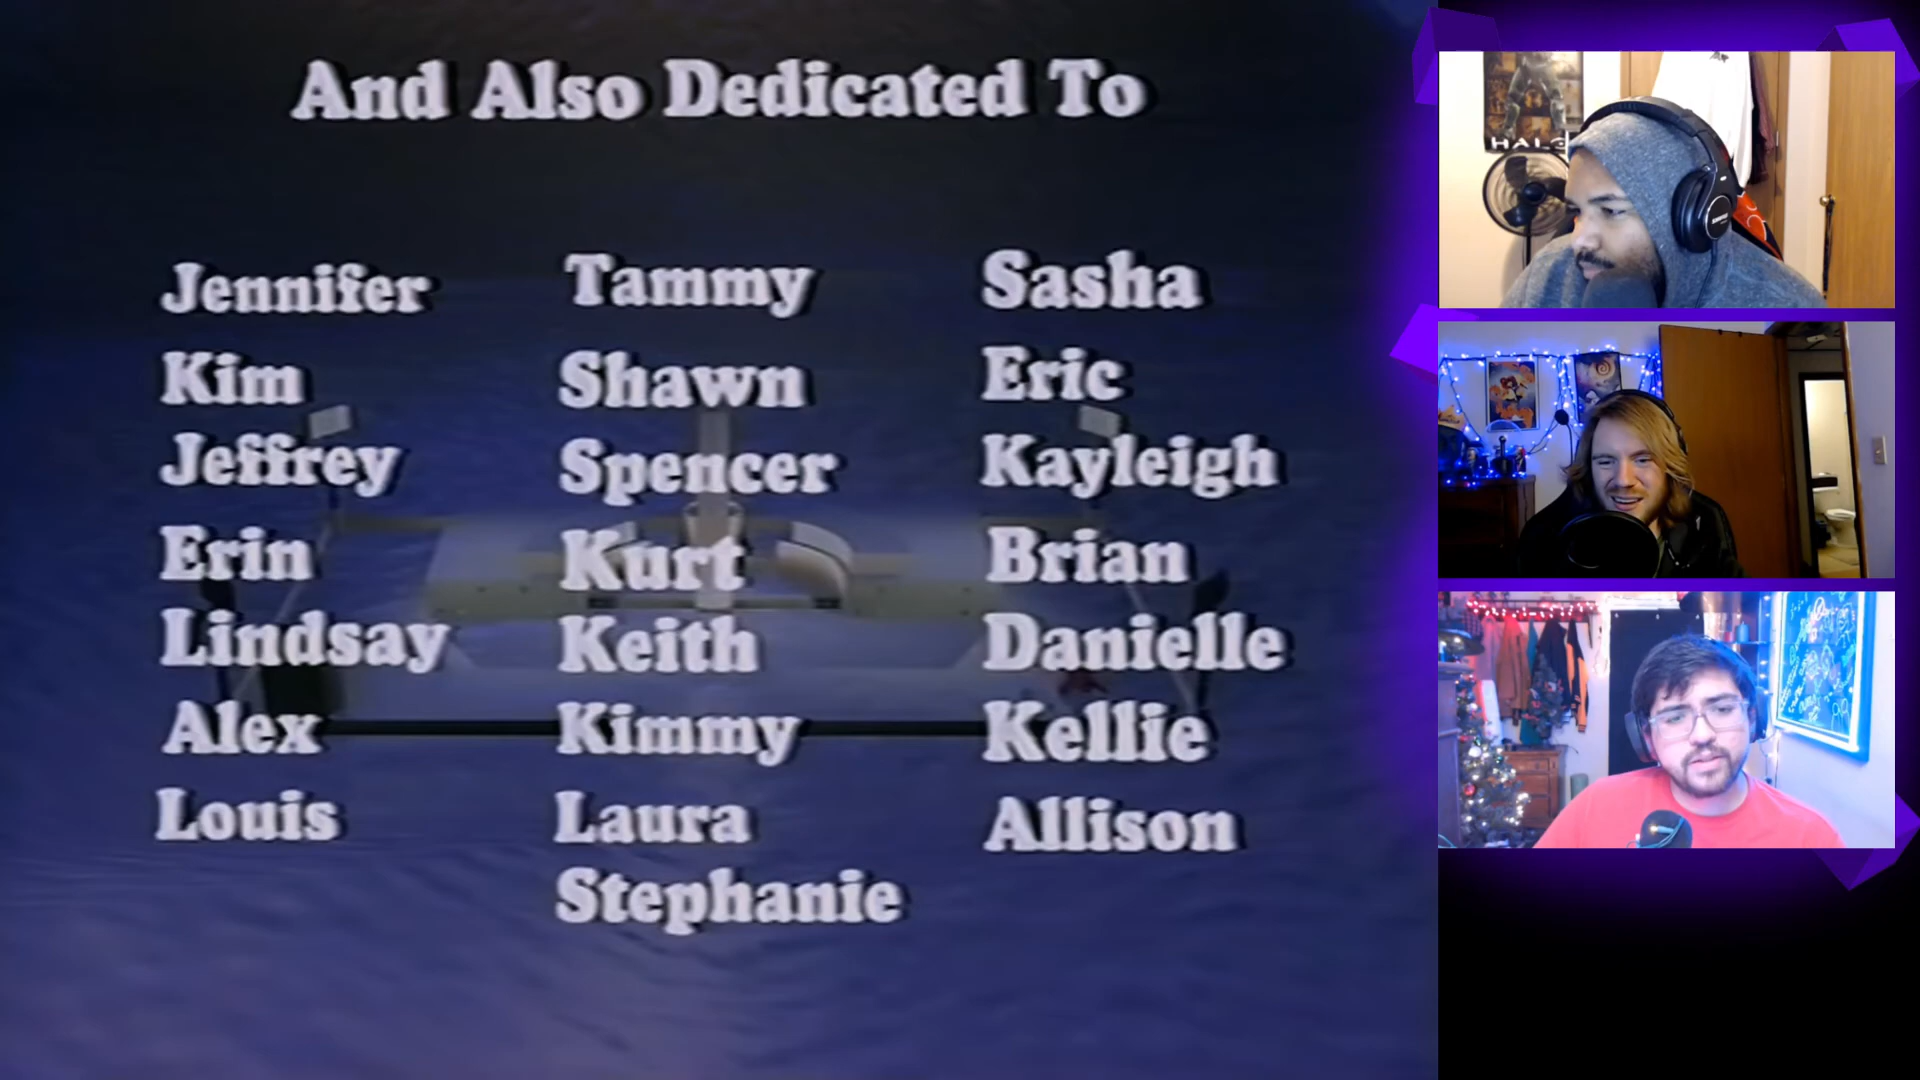 And Also Dedicated To
Jennifer
Kim
Jeffrey
Erin
Lindsay
Alex
Louis
Tammy
Shawn
Spencer
Kurt
Keith
Kimmy
Laura
Stephanie
Sasha
Eric
Kayleigh
Brian
Danielle
Kellie
Allison
HALO